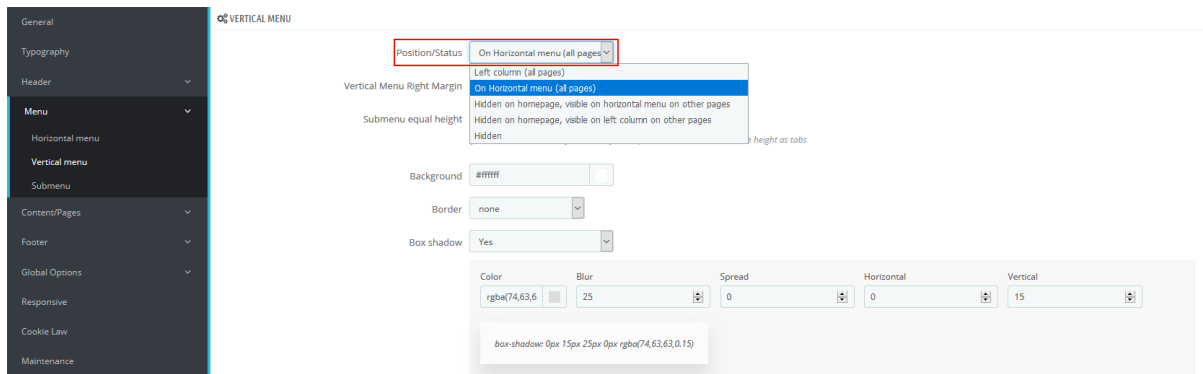 General
Typography
Header
Menu
Horizontal menu
Vertical menu
Submenu
Content/Pages
Footer
Global Options
Responsive
Cookie Law
Maintenance
VERTICAL MENU
Position/Status On Horizontal menu (all pages
Left column (all pages)
On Horizontal menu (all pages)
Hidden on homepage, visible on horizontal menu on other pages
Hidden on homepage, visible on left column on other pages
Hidden
Vertical Menu Right Margin
Submenu equal height
height as tabs
Background #ffffff
Border none
Box shadow Yes
Color Blur Spread Horizontal Vertical
rgba(74,63,6 25 0 0 15
box-shadow: 0px 15px 25px 0px rgba(74,63,63,0.15)